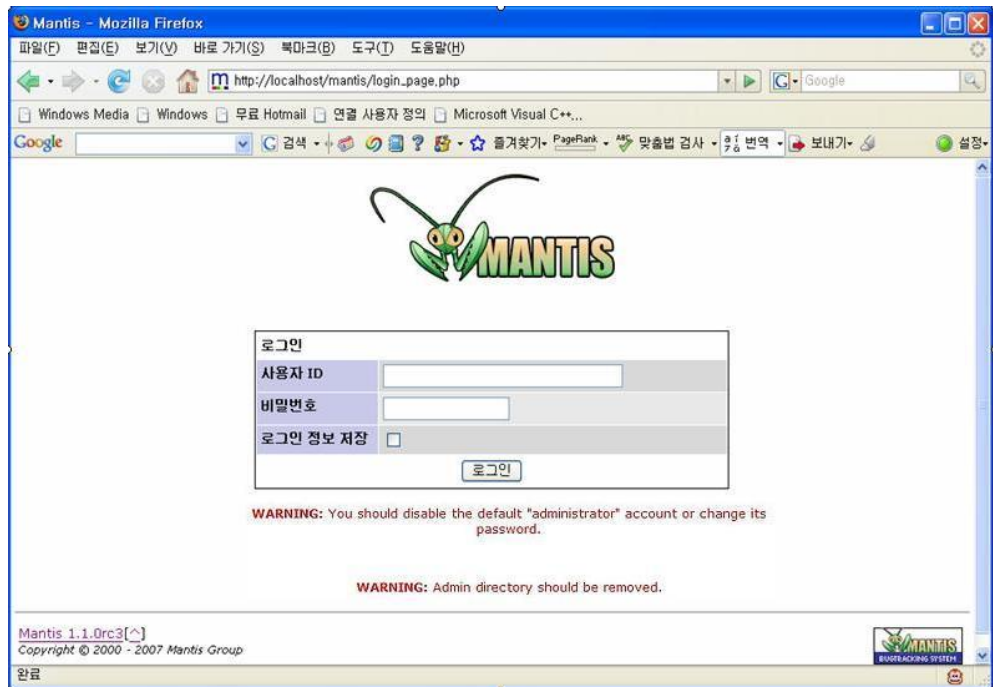 Mantis - Mozilla Firefox
파일(F) 편집(E) 보기(V) 바로 가기(S) 북마크(B) 도구(T) 도움말(H)
http://localhost/mantis/login_page.php
Google
Windows Media Windows 무료 Hotmail 연결 사용자 정의 Microsoft Visual C++...
Google 검색 즐겨찾기 PageRank ABC 맞춤법 검사 번역 보내기 설정
MANTIS
로그인
사용자 ID
비밀번호
로그인 정보 저장
로그인
WARNING: You should disable the default "administrator" account or change its
password.
WARNING: Admin directory should be removed.
Mantis 1.1.0rc3[^]
Copyright © 2000 - 2007 Mantis Group
MANTIS
BUGTRACKING SYSTEM
완료